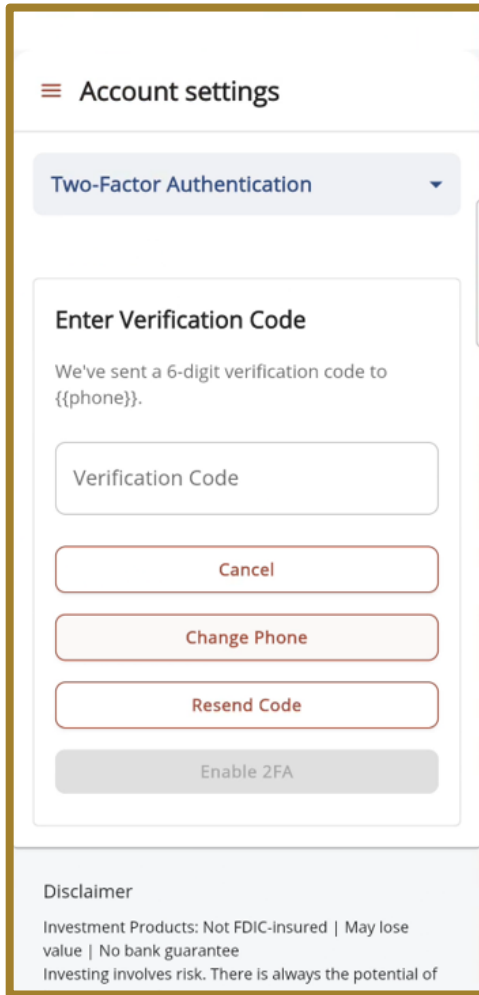 Account settings
Two-Factor Authentication
Enter Verification Code
We've sent a 6-digit verification code to
{{phone}}.
Verification Code
Cancel
Change Phone
Resend Code
Enable 2FA
Disclaimer
Investment Products: Not FDIC-insured | May lose
value | No bank guarantee
Investing involves risk. There is always the potential of